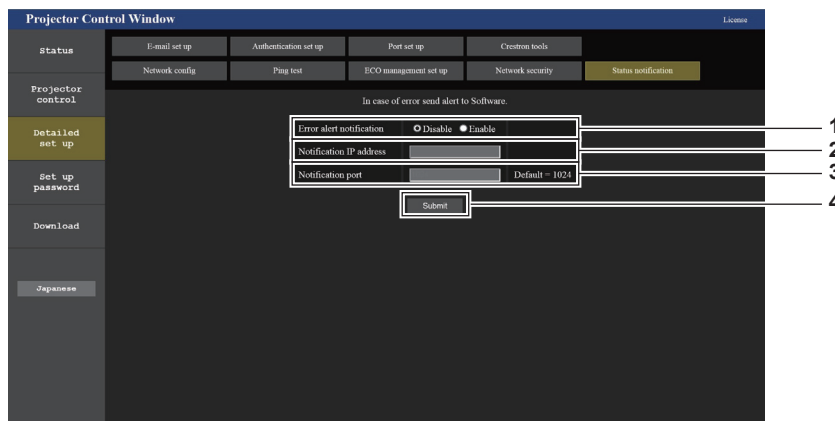 Projector Control Window
License
Status
Projector
control
Detailed
set up
Set up
password
Download
Japanese
E-mail set up
Authentication set up
Port set up
Crestron tools
Network config
Ping test
ECO management set up
Network security
Status notification
In case of error send alert to Software.
Error alert notification Disable Enable 1
Notification IP address 2
Notification port Default = 1024 3
Submit 4